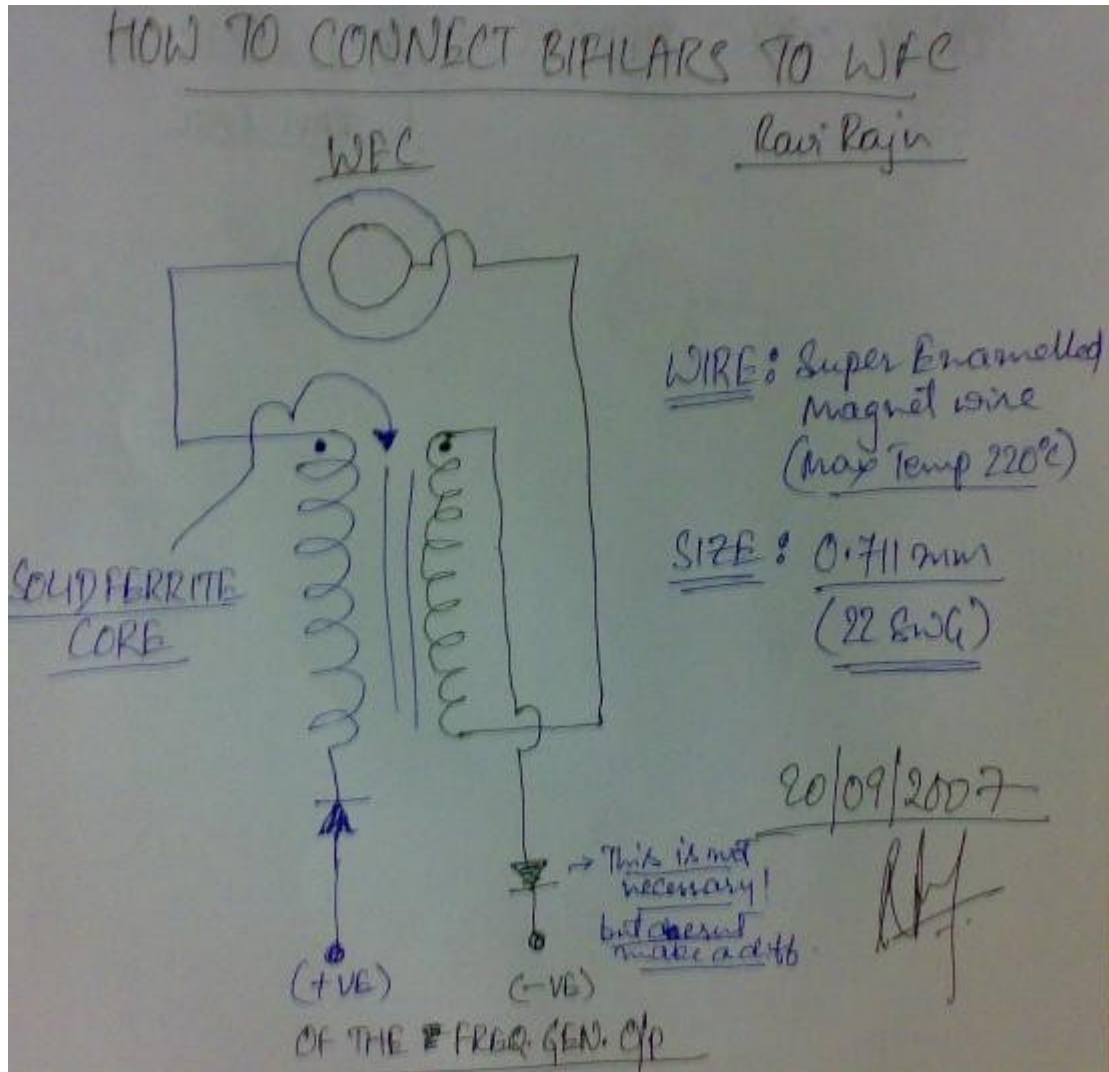 HOW TO CONNECT BIFILARS TO WFC
Ravi Raju
WFC
WIRE: Super Enamelled
Magnet wire
(Max Temp 220°C)
SIZE: 0.711 mm
(22 SWG)
SOLID FERRITE
CORE
20/09/2007
→ This is not
necessary!
but doesnt
make a diff.
(+VE) (-VE)
OF THE FREQ. GEN. O/P